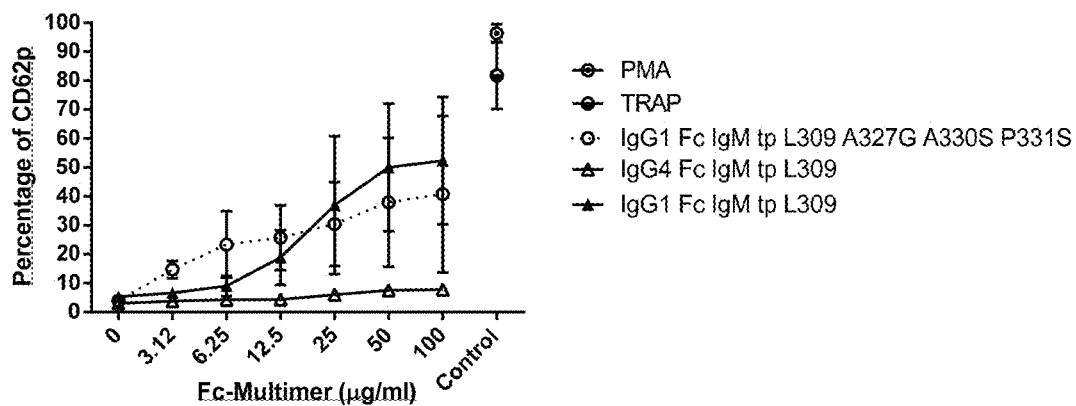 100
90
80
70
60
50
40
30
20
10
0
Percentage of CD62p
0
3.12
6.25
12.5
25
50
100
Control
Fc-Multimer (µg/ml)
PMA
TRAP
IgG1 Fc IgM tp L309 A327G A330S P331S
IgG4 Fc IgM tp L309
IgG1 Fc IgM tp L309